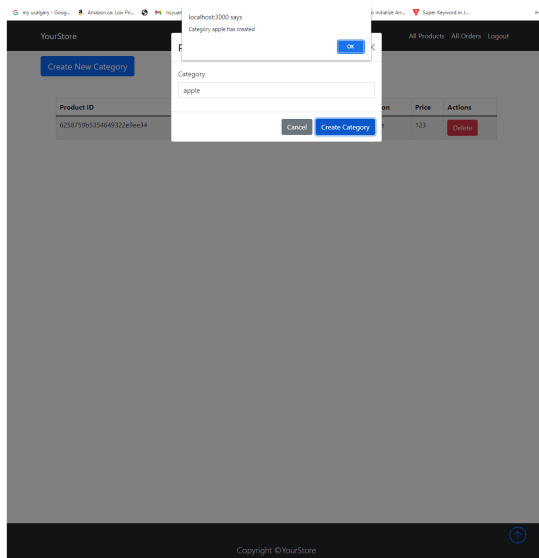 my ucalgary - Goog...
Amazon.ca: Low Pri...
localhost:3000 says
Category apple has created
OK
Super Keyword in J...
YourStore
All Products All Orders Logout
Create New Category
Category
apple
Cancel Create Category
Product ID Price Actions
6258759b5354649322e9ee34 123 Delete
Copyright ©YourStore